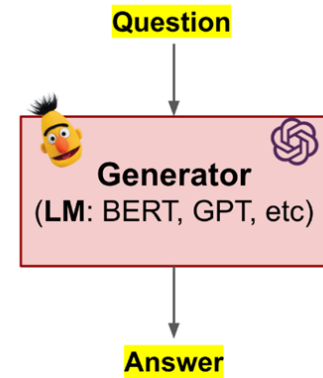 Question
Generator
(LM: BERT, GPT, etc)
Answer